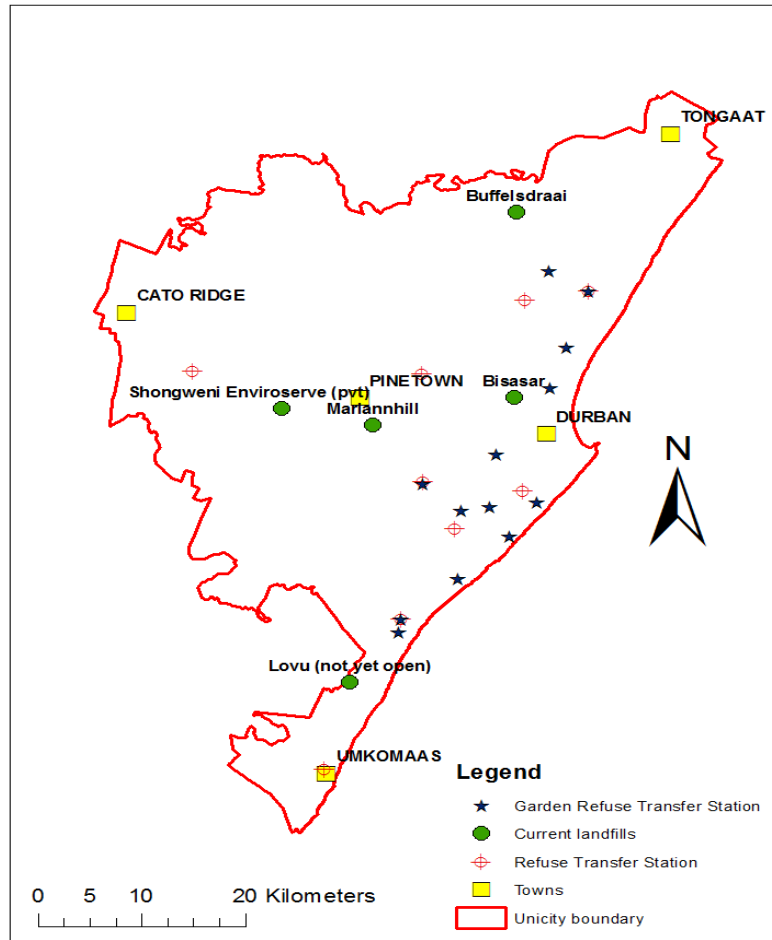 TONGAAT
Buffelsdraai
CATO RIDGE
PINETOWN
Shongweni Enviroserve (pvt)
Bisasar
Mariannhill
DURBAN
N
Lovu (not yet open)
UMKOMAAS
Legend
Garden Refuse Transfer Station
Current landfills
Refuse Transfer Station
Towns
Unicity boundary
0 5 10 20 Kilometers